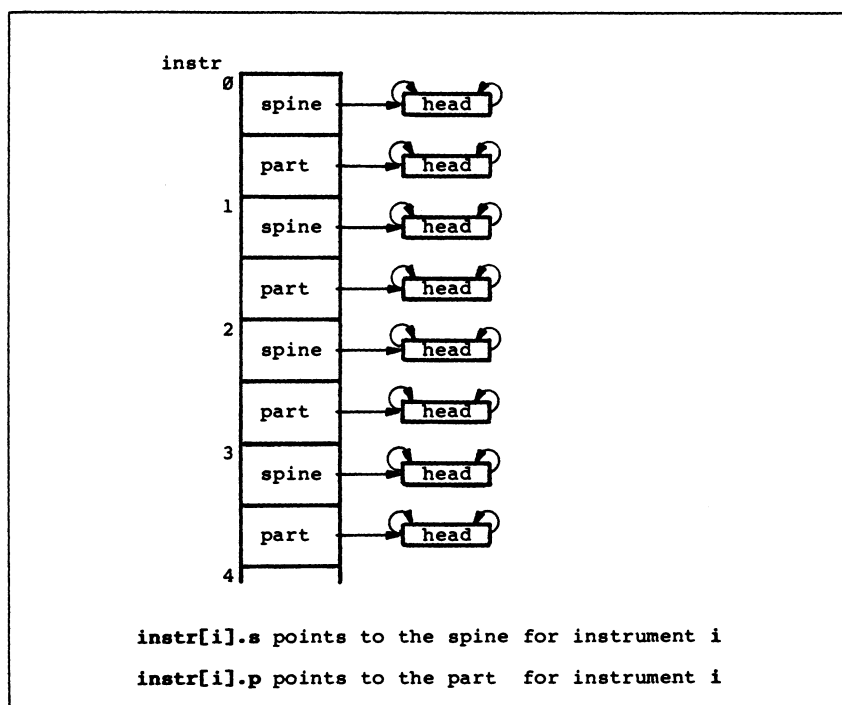 instr
0
spine head
part head
1
spine head
part head
2
spine head
part head
3
spine head
part head
4
instr[i].s points to the spine for instrument i
instr[i].p points to the part for instrument i